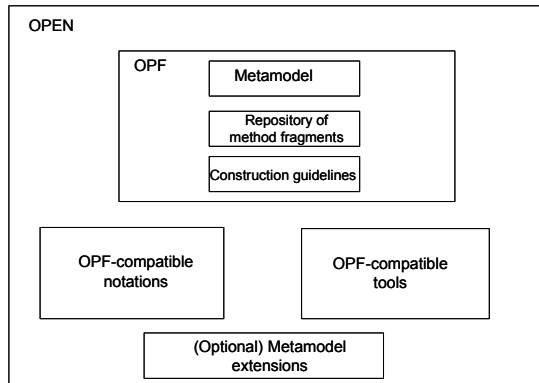 OPEN
OPF
Metamodel
Repository of
method fragments
Construction guidelines
OPF-compatible
notations
OPF-compatible
tools
(Optional) Metamodel
extensions